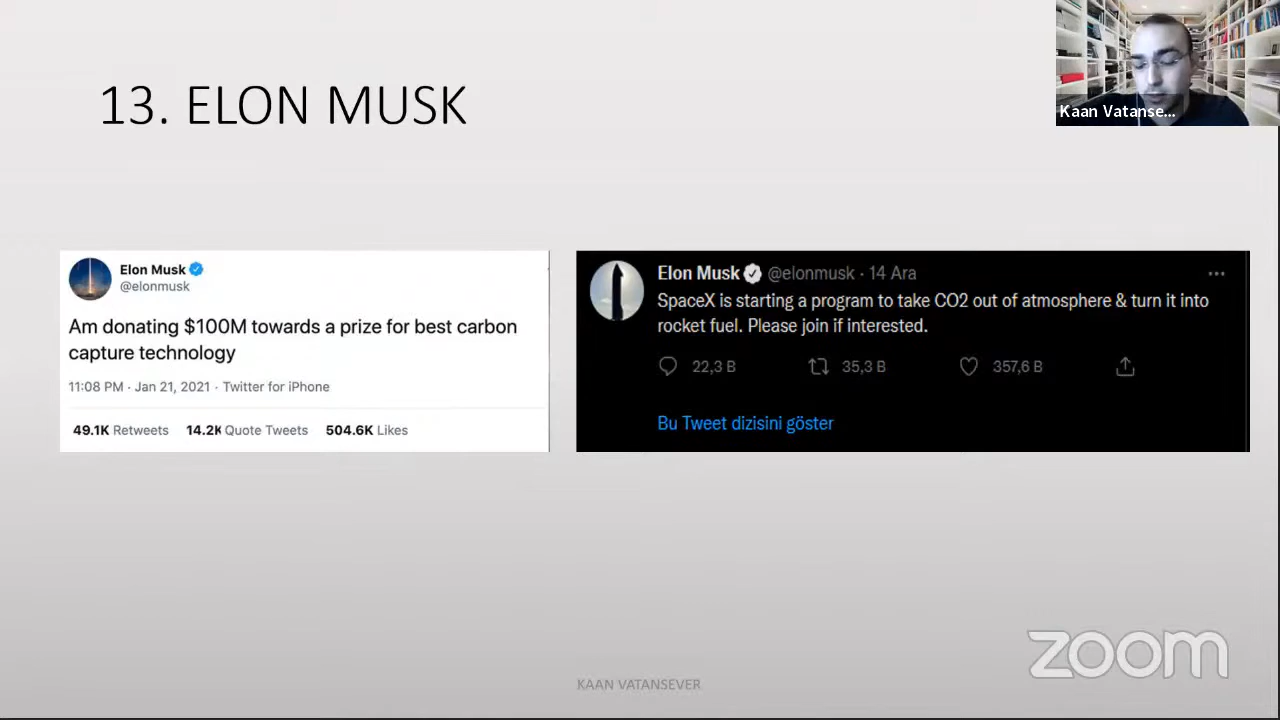 13. ELON MUSK
Kaan Vatanse...
Elon Musk
@elonmusk
Am donating $100M towards a prize for best carbon
capture technology
11:08 PM · Jan 21, 2021 · Twitter for iPhone
49.1K Retweets 14.2K Quote Tweets 504.6K Likes
Elon Musk @elonmusk · 14 Ara
SpaceX is starting a program to take CO2 out of atmosphere & turn it into
rocket fuel. Please join if interested.
22,3 B 35,3 B 357,6 B
Bu Tweet dizisini göster
KAAN VATANSEVER
zoom